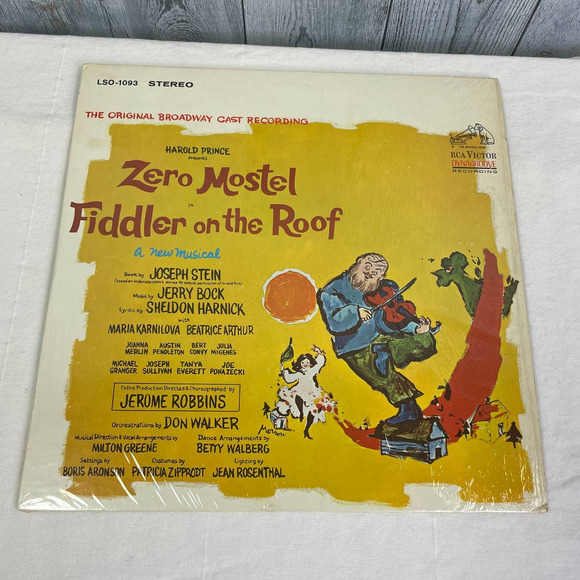 LSO-1093 STEREO
THE ORIGINAL BROADWAY CAST RECORDING
RCA VICTOR
DYNAGROOVE
RECORDING
HAROLD PRINCE
presents
Zero Mostel
in
Fiddler on the Roof
a new musical
Book by JOSEPH STEIN
Music by JERRY BOCK
Lyrics by SHELDON HARNICK
with
MARIA KARNILOVA BEATRICE ARTHUR
JOANNA MERLIN AUSTIN PENDLETON BERT CONVY JULIA MIGENES
MICHAEL GRANGER JOSEPH SULLIVAN TANYA EVERETT JOE PONAZECKI
Entire Production Directed & Choreographed by
JEROME ROBBINS
Orchestrations by DON WALKER
Musical Direction & Vocal Arrangements by
MILTON GREENE
Dance Arrangements by
BETTY WALBERG
Settings by
BORIS ARONSON
Costumes by
PATRICIA ZIPPRODT
Lighting by
JEAN ROSENTHAL